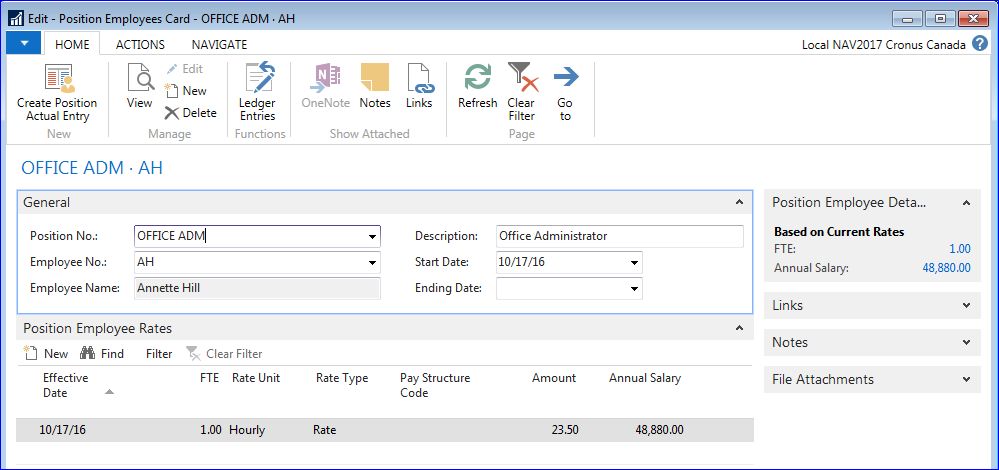 Edit - Position Employees Card - OFFICE ADM · AH
HOME ACTIONS NAVIGATE Local NAV2017 Cronus Canada ?
Create Position Actual Entry
View
Edit
New
Delete
Ledger Entries
OneNote Notes Links
Refresh Clear Filter Go to
New Manage Functions Show Attached Page
OFFICE ADM · AH
General
Position No.: OFFICE ADM Description: Office Administrator
Employee No.: AH Start Date: 10/17/16
Employee Name: Annette Hill Ending Date:
Position Employee Rates
New Find Filter Clear Filter
Effective Date FTE Rate Unit Rate Type Pay Structure Code Amount Annual Salary
10/17/16 1.00 Hourly Rate 23.50 48,880.00
Position Employee Deta...
Based on Current Rates
FTE: 1.00
Annual Salary: 48,880.00
Links
Notes
File Attachments